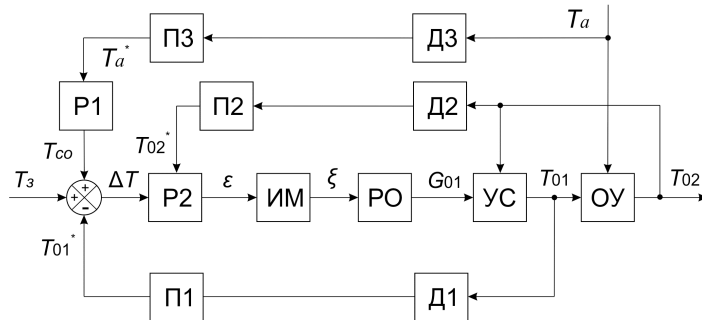 Ta
П3
Д3
Ta*
Р1
П2
Д2
Tсо
T02*
Tз
+
+
-
ΔT
Р2
ε
ИМ
ξ
РО
G01
УС
T01
ОУ
T02
T01*
П1
Д1